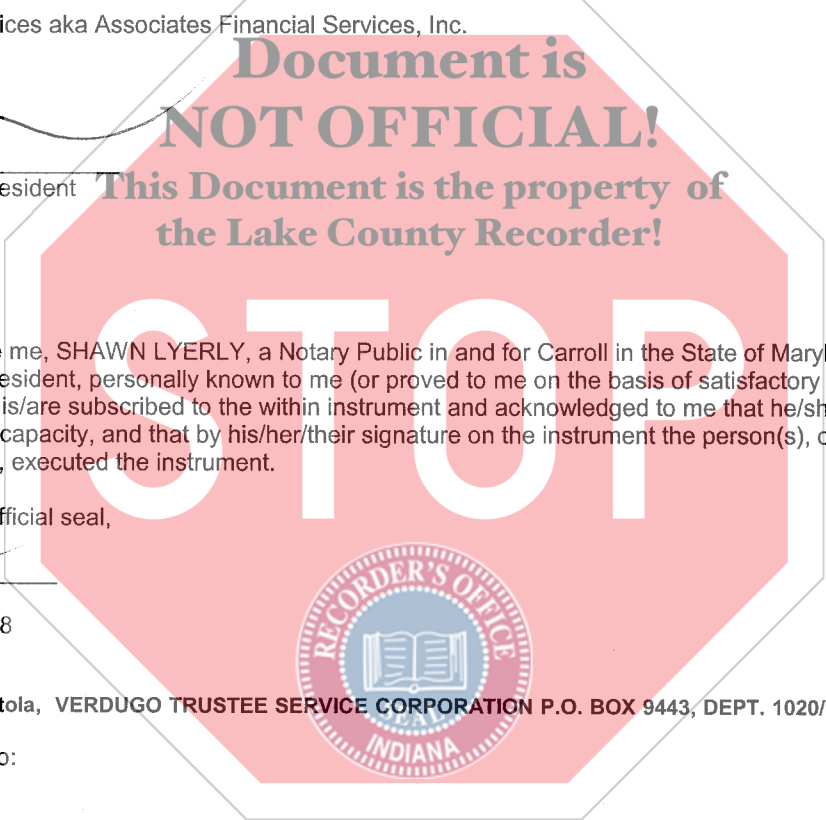 ices aka Associates Financial Services, Inc.
Document is
NOT OFFICIAL!
esident
This Document is the property of
the Lake County Recorder!
STOP
me, SHAWN LYERLY, a Notary Public in and for Carroll in the State of Maryl
esident, personally known to me (or proved to me on the basis of satisfactory
is/are subscribed to the within instrument and acknowledged to me that he/sh
capacity, and that by his/her/their signature on the instrument the person(s), o
, executed the instrument.
fficial seal,
RECORDER'S OFFICE
8
tola, VERDUGO TRUSTEE SERVICE CORPORATION P.O. BOX 9443, DEPT. 1020/
SEAL
INDIANA
o: